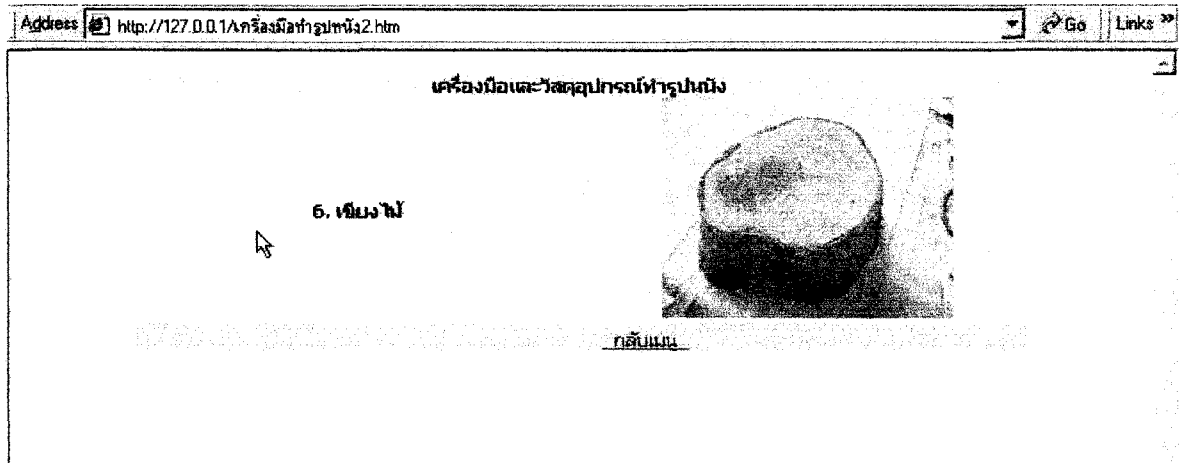 Address http://127.0.0.1/เครื่องมือทำรูปหนัง2.htm Go Links »
เครื่องมือและวัสดุอุปกรณ์ทำรูปหนัง
6. เขียงไม้
กลับเมนู